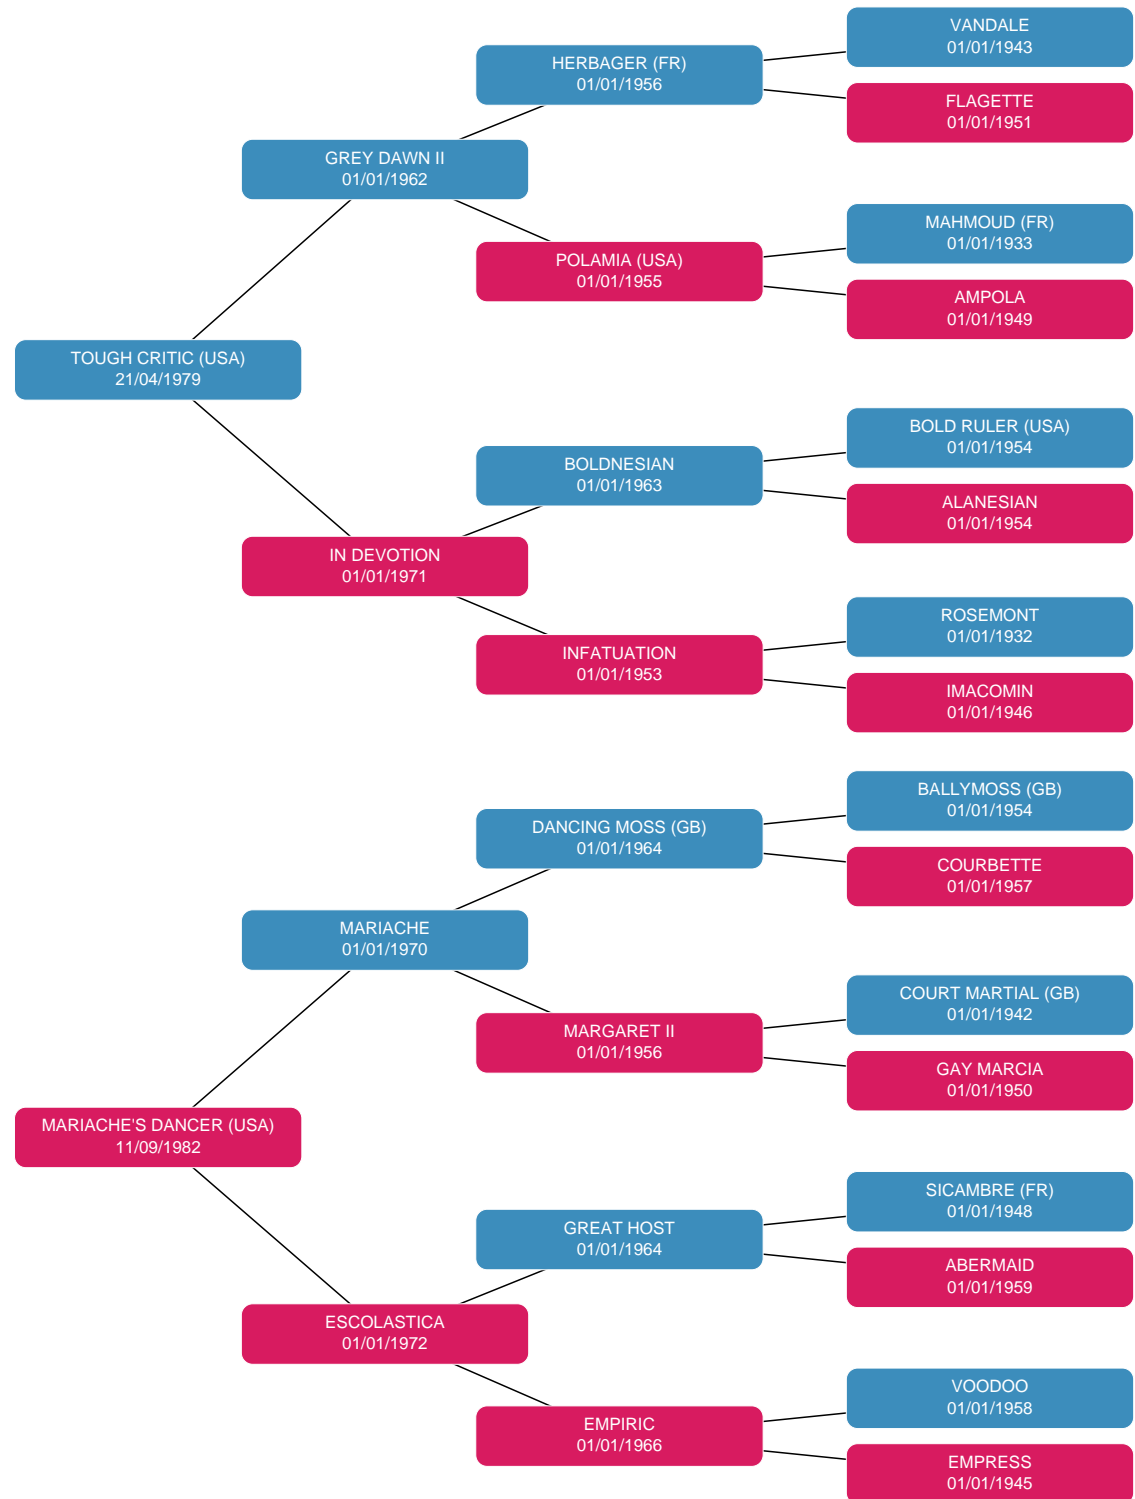 VANDALE
01/01/1943
HERBAGER (FR)
01/01/1956
FLAGETTE
01/01/1951
GREY DAWN II
01/01/1962
MAHMOUD (FR)
01/01/1933
POLAMIA (USA)
01/01/1955
AMPOLA
01/01/1949
TOUGH CRITIC (USA)
21/04/1979
BOLD RULER (USA)
01/01/1954
BOLDNESIAN
01/01/1963
ALANESIAN
01/01/1954
IN DEVOTION
01/01/1971
ROSEMONT
01/01/1932
INFATUATION
01/01/1953
IMACOMIN
01/01/1946
BALLYMOSS (GB)
01/01/1954
DANCING MOSS (GB)
01/01/1964
COURBETTE
01/01/1957
MARIACHE
01/01/1970
COURT MARTIAL (GB)
01/01/1942
MARGARET II
01/01/1956
GAY MARCIA
01/01/1950
MARIACHE'S DANCER (USA)
11/09/1982
SICAMBRE (FR)
01/01/1948
GREAT HOST
01/01/1964
ABERMAID
01/01/1959
ESCOLASTICA
01/01/1972
VOODOO
01/01/1958
EMPIRIC
01/01/1966
EMPRESS
01/01/1945